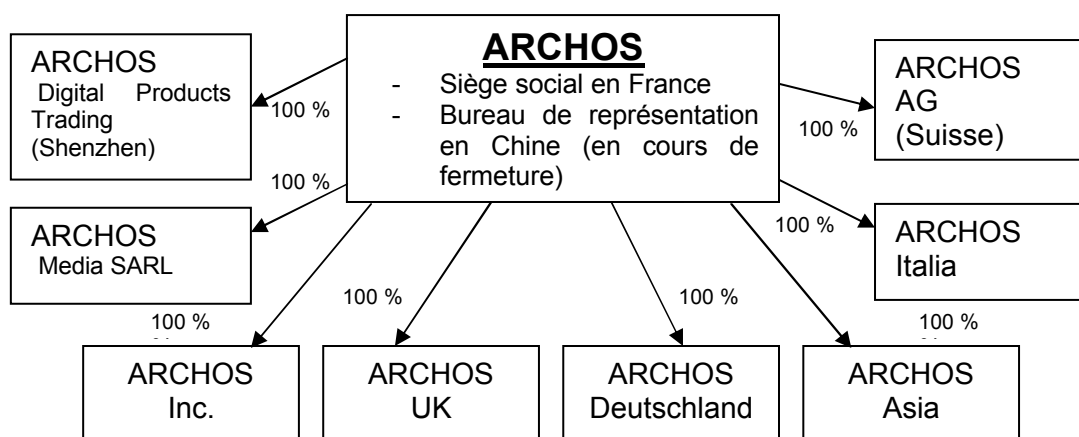 ARCHOS
Digital Products
Trading
(Shenzhen)
100 %
ARCHOS
- Siège social en France
- Bureau de représentation
en Chine (en cours de
fermeture)
ARCHOS
AG
(Suisse)
100 %
100 %
ARCHOS
Media SARL
100 %
ARCHOS
Italia
100 %
100 %
100 %
100 %
ARCHOS
Inc.
ARCHOS
UK
ARCHOS
Deutschland
ARCHOS
Asia